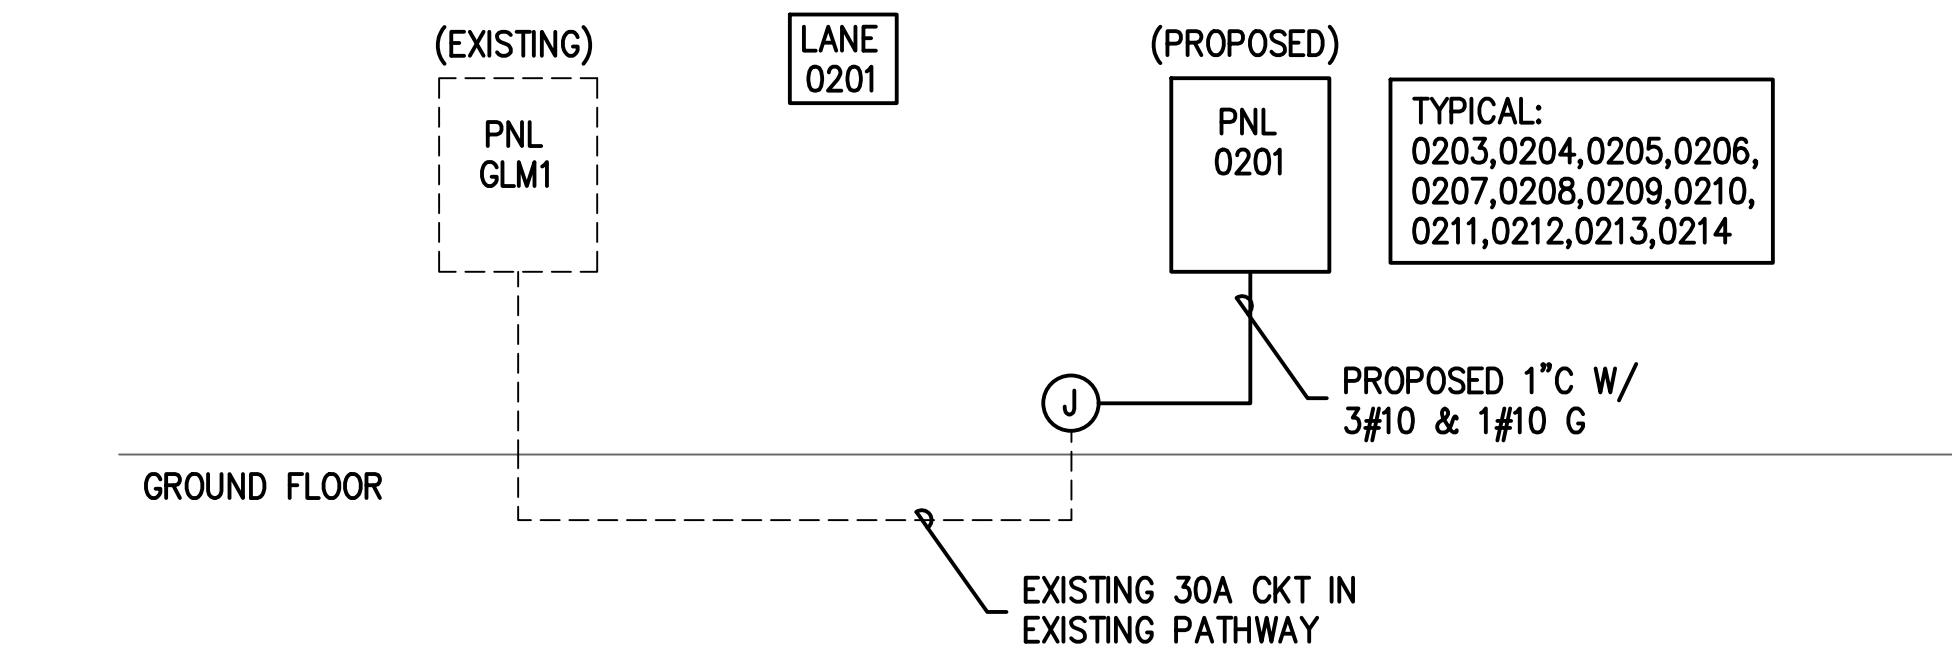 (EXISTING)
PNL
GLM1
LANE
0201
(PROPOSED)
PNL
0201
TYPICAL:
0203,0204,0205,0206,
0207,0208,0209,0210,
0211,0212,0213,0214
J
PROPOSED 1"C W/
3#10 & 1#10 G
GROUND FLOOR
EXISTING 30A CKT IN
EXISTING PATHWAY